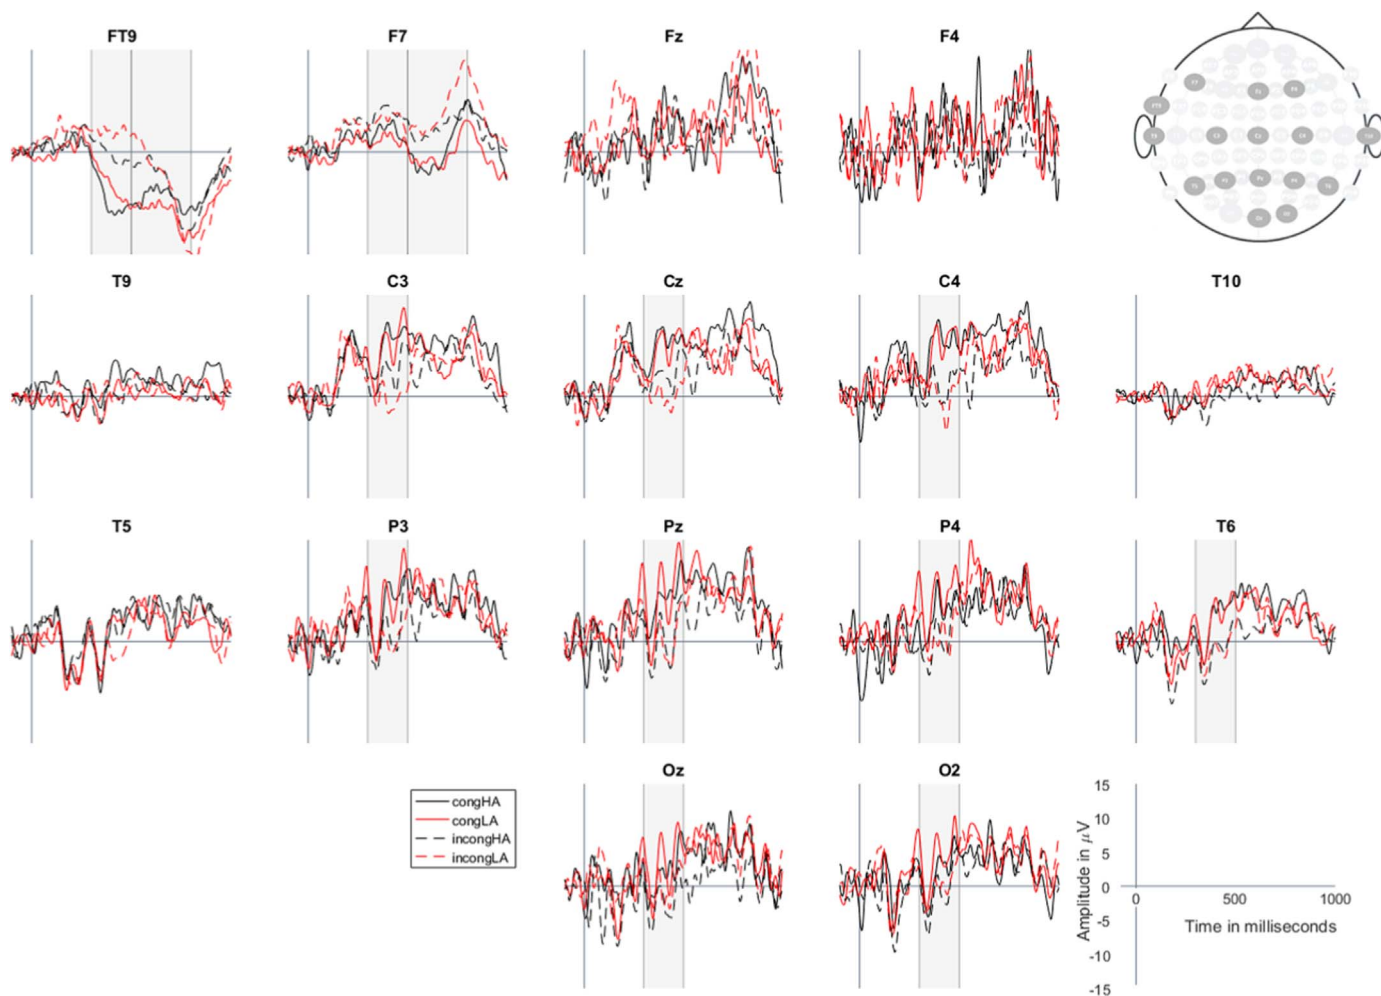 FT9
F7
Fz
F4
T9
C3
Cz
C4
T10
T5
P3
Pz
P4
T6
Oz
O2
congHA
congLA
incongHA
incongLA
Amplitude in μV
15
10
5
0
-5
-10
-15
0
500
1000
Time in milliseconds